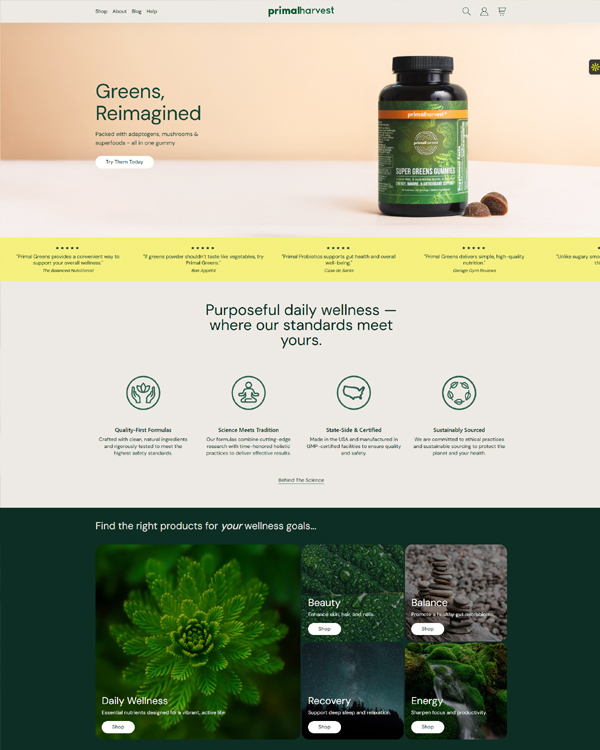 Shop About Blog Help
primalharvest
Greens,
Reimagined
Packed with adaptogens, mushrooms &
superfoods – all in one gummy
Try Them Today
primalharvest
primalharvest
SUPER GREENS GUMMIES
ENERGY, IMMUNE, & ANTIOXIDANT SUPPORT
"Primal Greens provides a convenient way to
support your overall wellness."
The Balanced Nutritionist
"If greens powder shouldn't taste like vegetables, try
Primal Greens."
Bon Appétit
"Primal Probiotics supports gut health and overall
well-being."
Casa de Sante
"Primal Greens delivers simple, high-quality
nutrition."
Garage Gym Reviews
"Unlike sugary
Purposeful daily wellness —
where our standards meet
yours.
Quality-First Formulas
Crafted with clean, natural ingredients
and rigorously tested to meet the
highest safety standards.
Science Meets Tradition
Our formulas combine cutting-edge
research with time-honored holistic
practices to deliver effective results.
State-Side & Certified
Made in the USA and manufactured in
GMP-certified facilities to ensure quality
and safety.
Sustainably Sourced
We are committed to ethical practices
and sustainable sourcing to protect the
planet and your health.
Behind The Science
Find the right products for your wellness goals...
Daily Wellness
Essential nutrients designed for a vibrant, active life.
Shop
Beauty
Enhance skin, hair, and nails.
Shop
Balance
Promote a healthy gut microbiome.
Shop
Recovery
Support deep sleep and relaxation.
Shop
Energy
Sharpen focus and productivity.
Shop